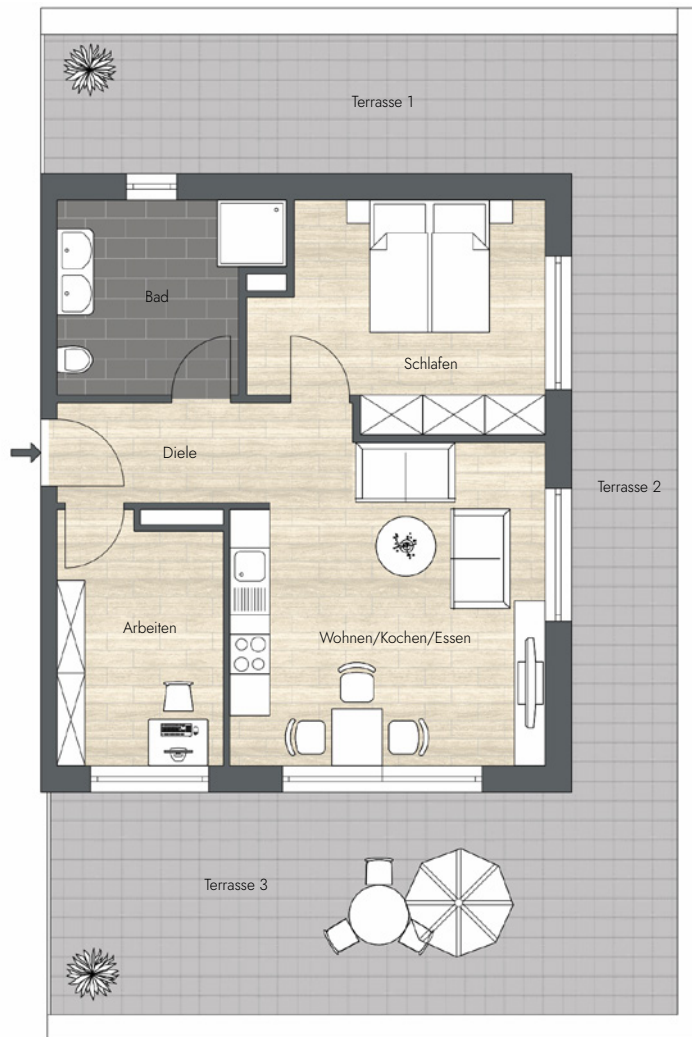 Terrasse 1
Bad
Schlafen
Diele
Terrasse 2
Arbeiten
Wohnen/Kochen/Essen
Terrasse 3